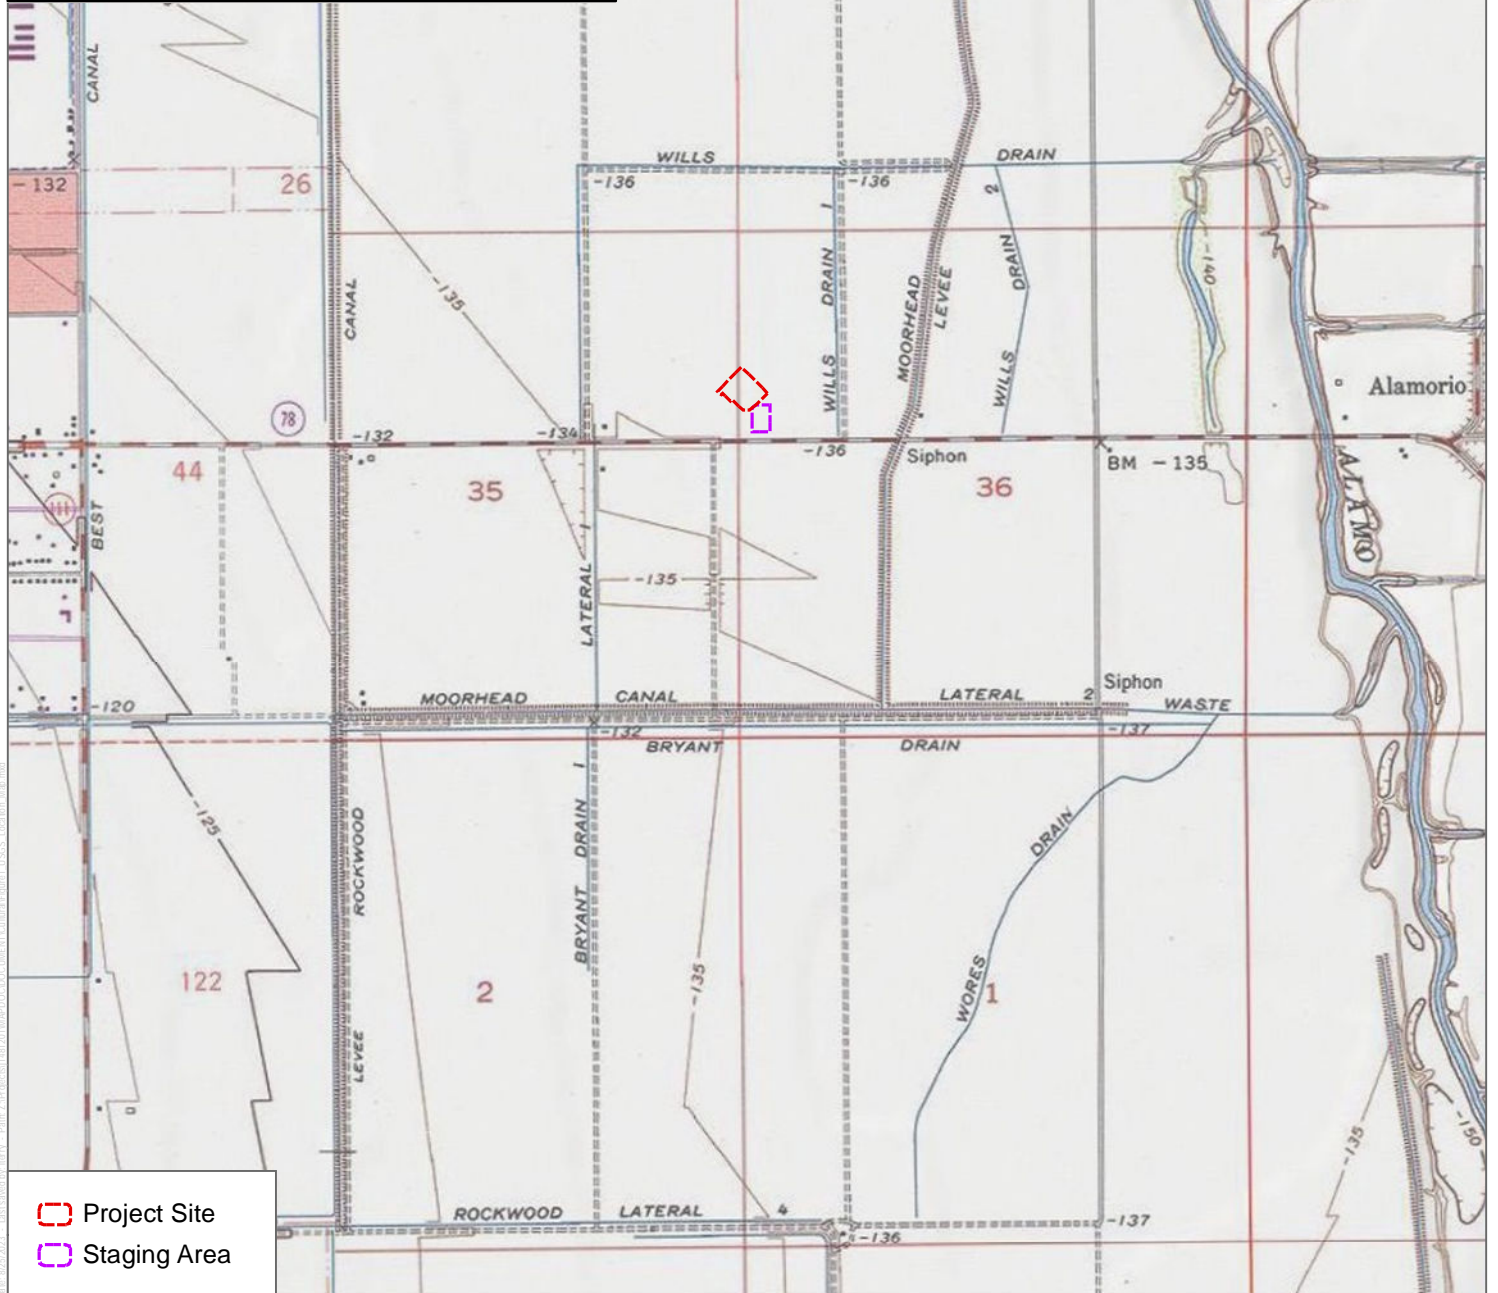 CANAL
WILLS
DRAIN
- 132
26
-136
-136
1
2
-140
-135
CANAL
WILLS DRAIN
MOORHEAD
LEVEE
WILLS DRAIN
Alamorio
78
-132
-134
-136
Siphon
BM -135
44
35
36
111
BEST
ALAMO
-135
LATERAL 1
Siphon
-120
MOORHEAD CANAL LATERAL 2
WASTE
-132
BRYANT DRAIN
-137
-125
ROCKWOOD
LEVEE
BRYANT DRAIN 1
DRAIN
WORES
-135
122
2
1
-135
-150
ROCKWOOD LATERAL 4
-136
-137
Project Site
Staging Area